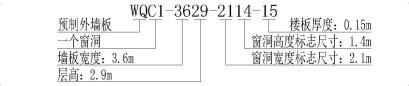 WQC1-3629-2114-15
预制外墙板
楼板厚度: 0.15m
一个窗洞
窗洞高度标志尺寸: 1.4m
墙板宽度: 3.6m
窗洞宽度标志尺寸: 2.1m
层高: 2.9m